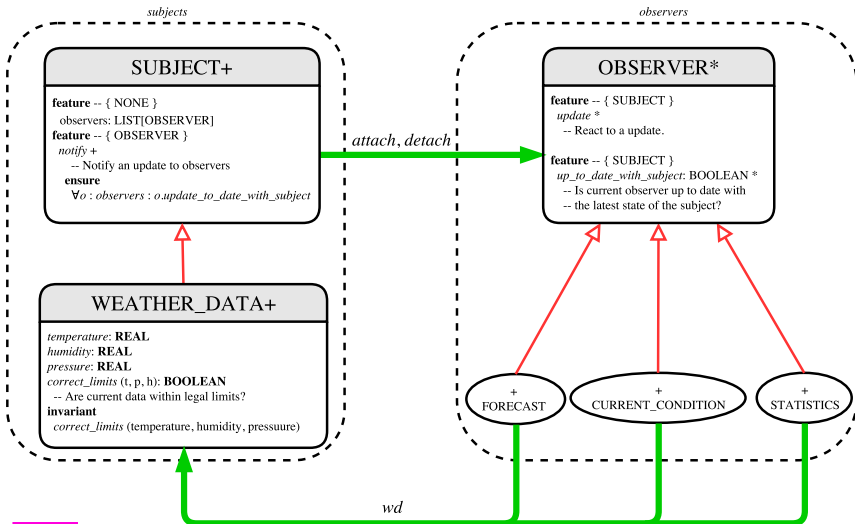 subjects
SUBJECT+
feature -- { NONE }
observers: LIST[OBSERVER]
feature -- { OBSERVER }
notify +
-- Notify an update to observers
ensure
∀o : observers : o.update_to_date_with_subject
WEATHER_DATA+
temperature: REAL
humidity: REAL
pressure: REAL
correct_limits (t, p, h): BOOLEAN
-- Are current data within legal limits?
invariant
correct_limits (temperature, humidity, pressuure)
attach, detach
observers
OBSERVER*
feature -- { SUBJECT }
update *
-- React to a update.
feature -- { SUBJECT }
up_to_date_with_subject: BOOLEAN *
-- Is current observer up to date with
-- the latest state of the subject?
+
FORECAST
+
CURRENT_CONDITION
+
STATISTICS
wd